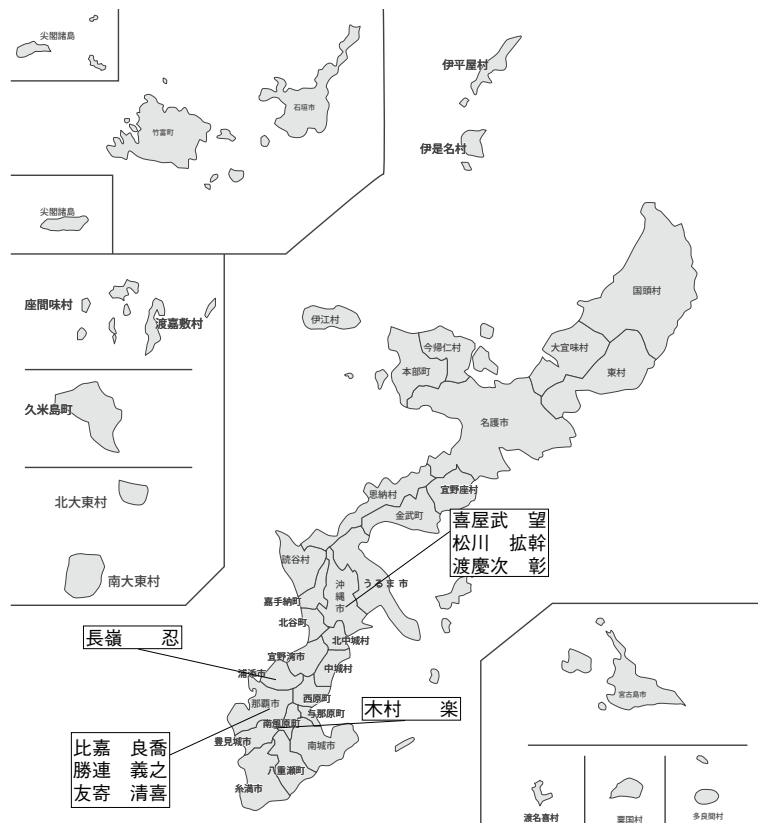 尖閣諸島
石垣市
竹富町
尖閣諸島
伊平屋村
伊是名村
座間味村
渡嘉敷村
久米島町
北大東村
南大東村
伊江村
国頭村
大宜味村
東村
今帰仁村
本部町
名護市
恩納村
宜野座村
金武町
喜屋武　望
松川　拡幹
渡慶次　彰
読谷村
うるま市
沖縄市
嘉手納町
北谷町
北中城村
長嶺　忍
宜野湾市
中城村
浦添市
西原町
那覇市
与那原町
木村　楽
南風原町
豊見城市
南城市
比嘉　良喬
勝連　義之
友寄　清喜
八重瀬町
糸満市
宮古島市
渡名喜村
粟国村
多良間村